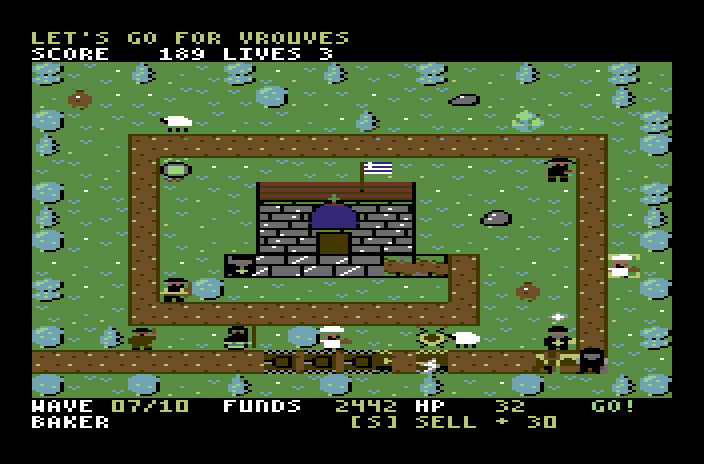 LET'S GO FOR VROUVES
SCORE 189 LIVES 3
WAVE 07/10 FUNDS 2442 HP 32 GO!
BAKER [S] SELL + 30